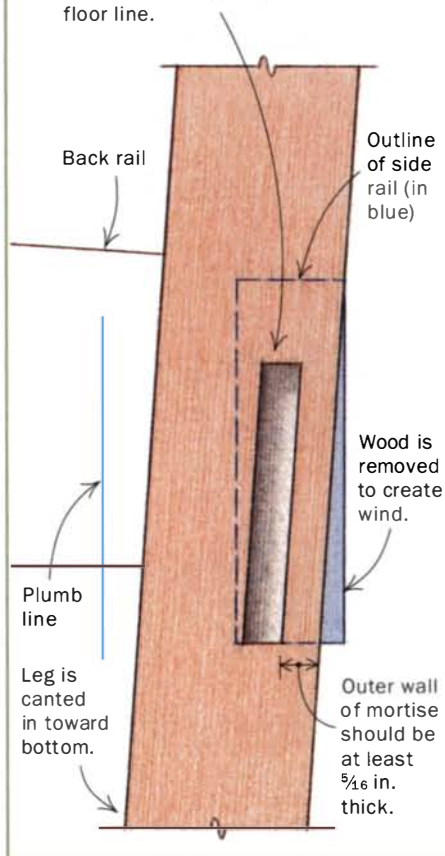 floor line.
Back rail
Outline
of side
rail (in
blue)
Wood is
removed
to create
wind.
Plumb
line
Leg is
canted
in toward
bottom.
Outer wall
of mortise
should be
at least
5⁄16 in.
thick.